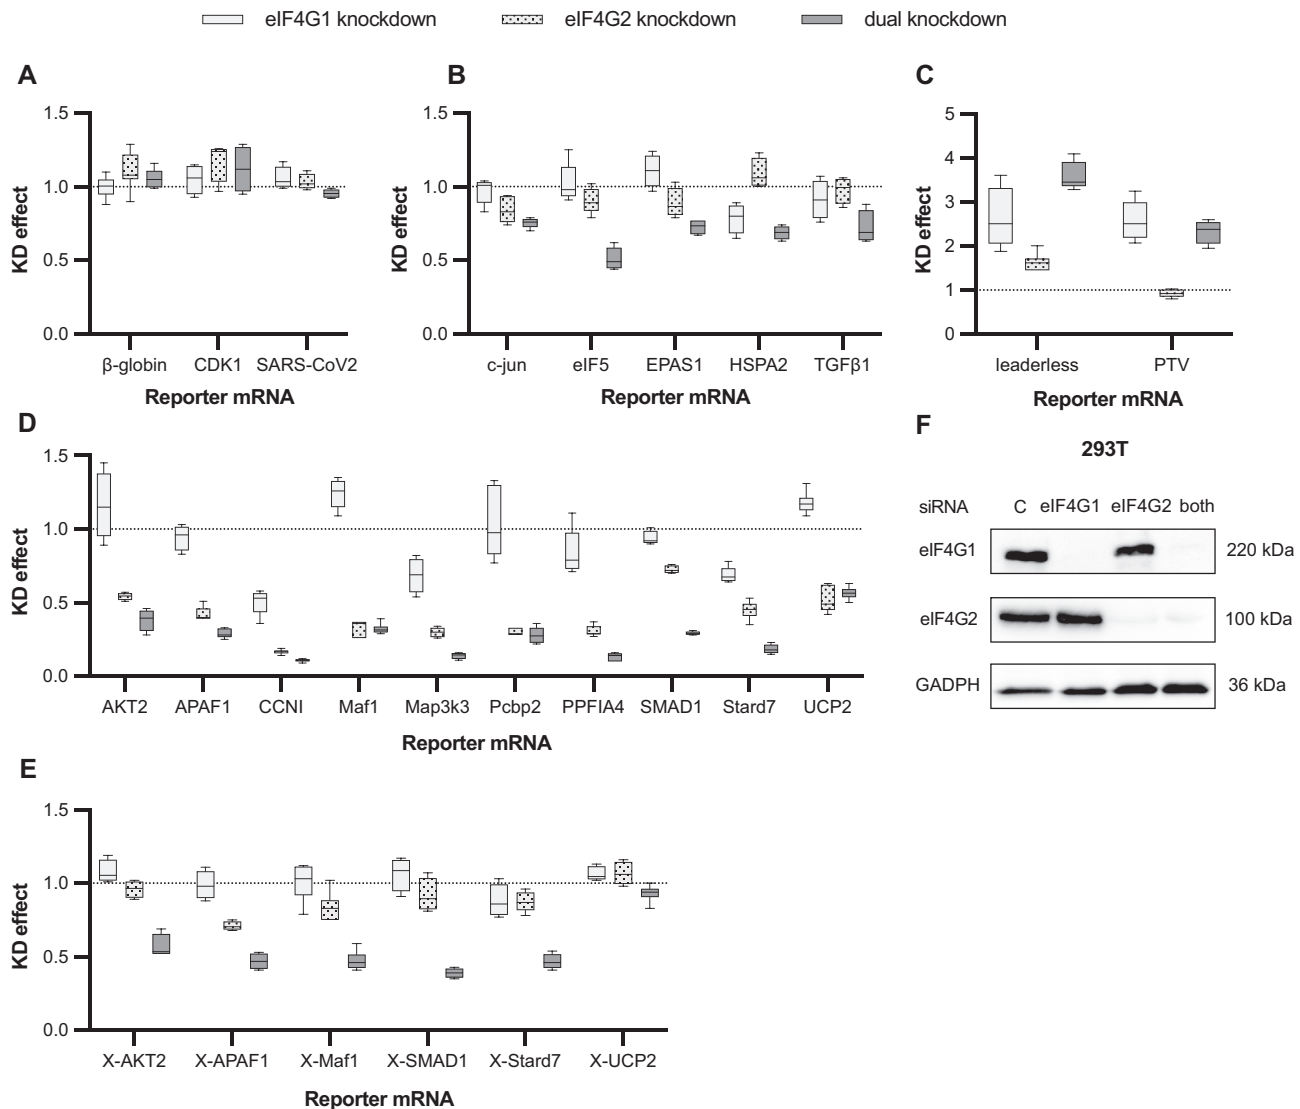 eIF4G1 knockdown eIF4G2 knockdown dual knockdown
A
1.5
1.0
0.5
0.0
KD effect
β-globin CDK1 SARS-CoV2
Reporter mRNA
B
1.5
1.0
0.5
0.0
KD effect
c-jun eIF5 EPAS1 HSPA2 TGFβ1
Reporter mRNA
C
5
4
3
2
1
0
KD effect
leaderless PTV
Reporter mRNA
D
1.5
1.0
0.5
0.0
KD effect
AKT2 APAF1 CCNI Maf1 Map3k3 Pcbp2 PPFIA4 SMAD1 Stard7 UCP2
Reporter mRNA
F
293T
siRNA C eIF4G1 eIF4G2 both
eIF4G1 220 kDa
eIF4G2 100 kDa
GADPH 36 kDa
E
1.5
1.0
0.5
0.0
KD effect
X-AKT2 X-APAF1 X-Maf1 X-SMAD1 X-Stard7 X-UCP2
Reporter mRNA